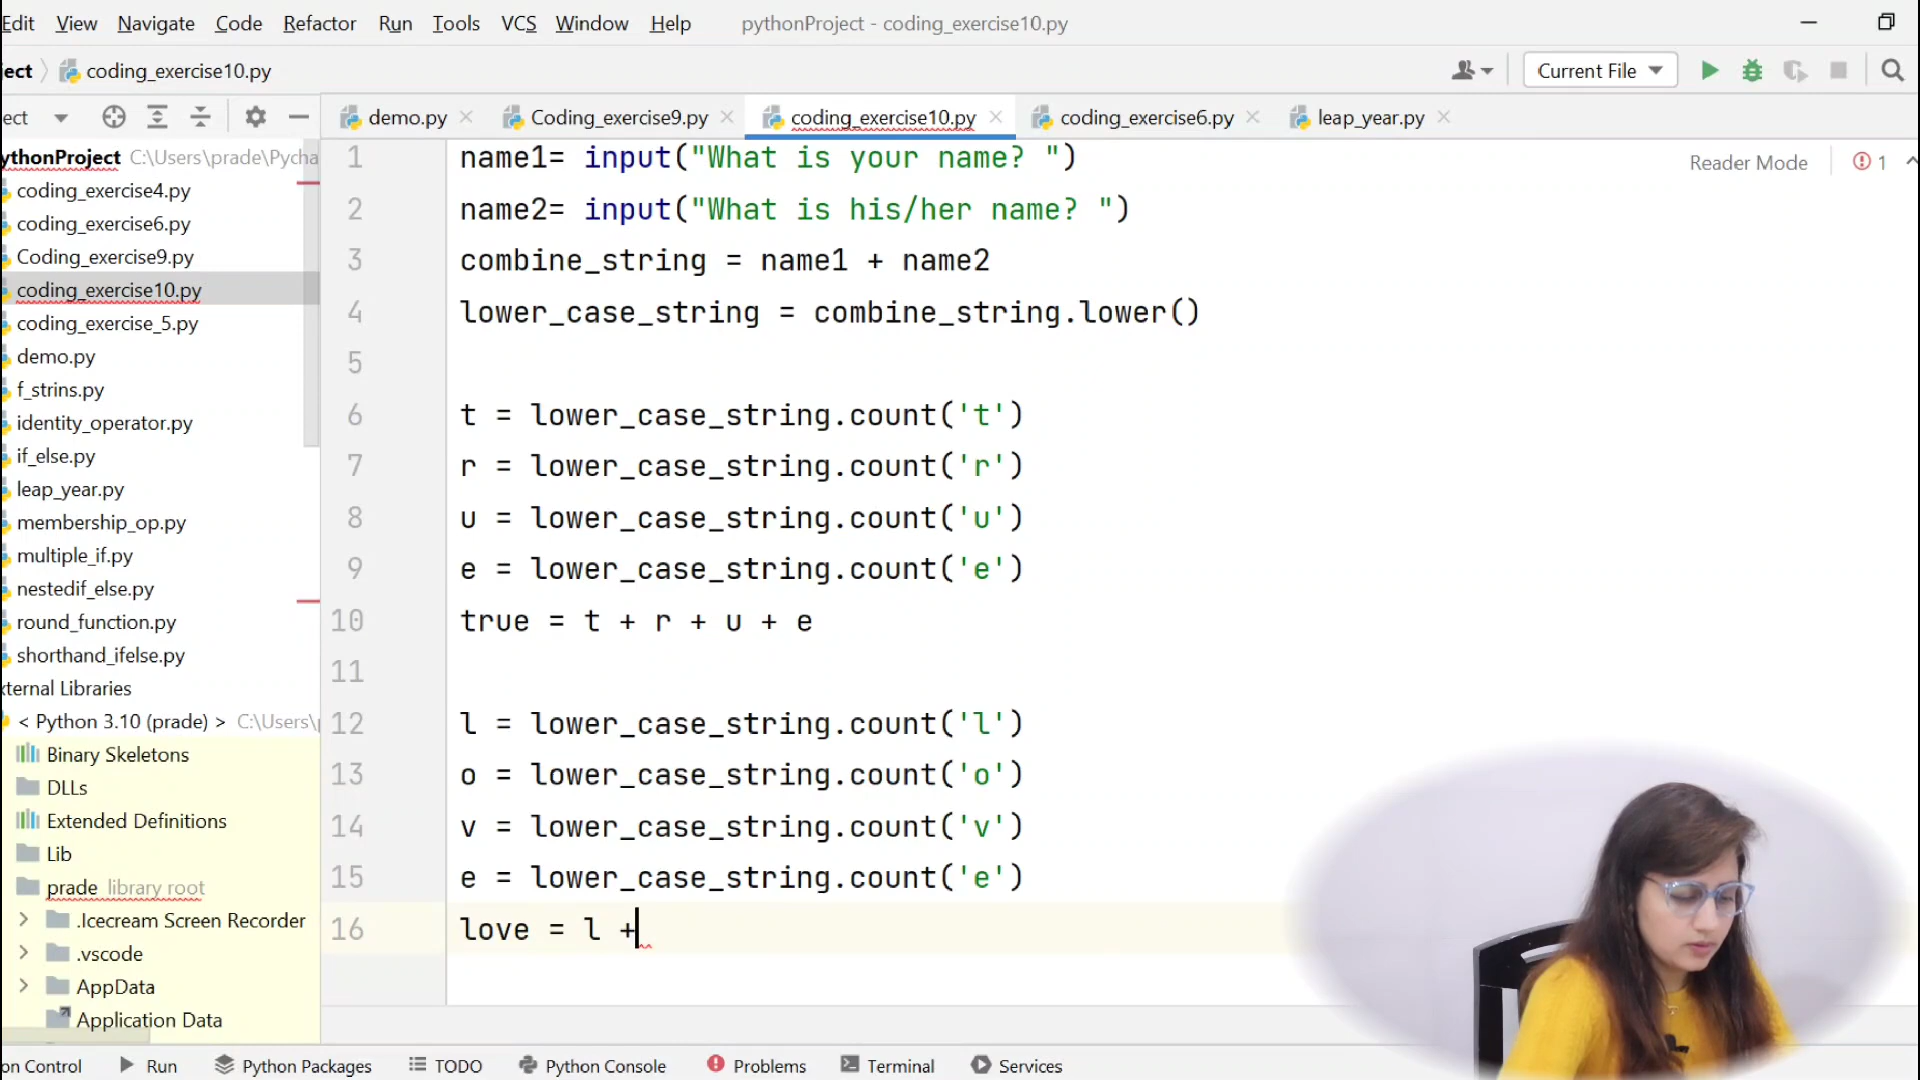 Edit View Navigate Code Refactor Run Tools VCS Window Help pythonProject - coding_exercise10.py
ect coding_exercise10.py Current File
ect demo.py Coding_exercise9.py coding_exercise10.py coding_exercise6.py leap_year.py
ythonProject C:\Users\prade\Pycha
coding_exercise4.py
coding_exercise6.py
Coding_exercise9.py
coding_exercise10.py
coding_exercise_5.py
demo.py
f_strins.py
identity_operator.py
if_else.py
leap_year.py
membership_op.py
multiple_if.py
nestedif_else.py
round_function.py
shorthand_ifelse.py
xternal Libraries
< Python 3.10 (prade) > C:\Users\
Binary Skeletons
DLLs
Extended Definitions
Lib
prade library root
.Icecream Screen Recorder
.vscode
AppData
Application Data
Reader Mode 1
1 name1= input("What is your name? ")
2 name2= input("What is his/her name? ")
3 combine_string = name1 + name2
4 lower_case_string = combine_string.lower()
5
6 t = lower_case_string.count('t')
7 r = lower_case_string.count('r')
8 u = lower_case_string.count('u')
9 e = lower_case_string.count('e')
10 true = t + r + u + e
11
12 l = lower_case_string.count('l')
13 o = lower_case_string.count('o')
14 v = lower_case_string.count('v')
15 e = lower_case_string.count('e')
16 love = l +
on Control Run Python Packages TODO Python Console Problems Terminal Services